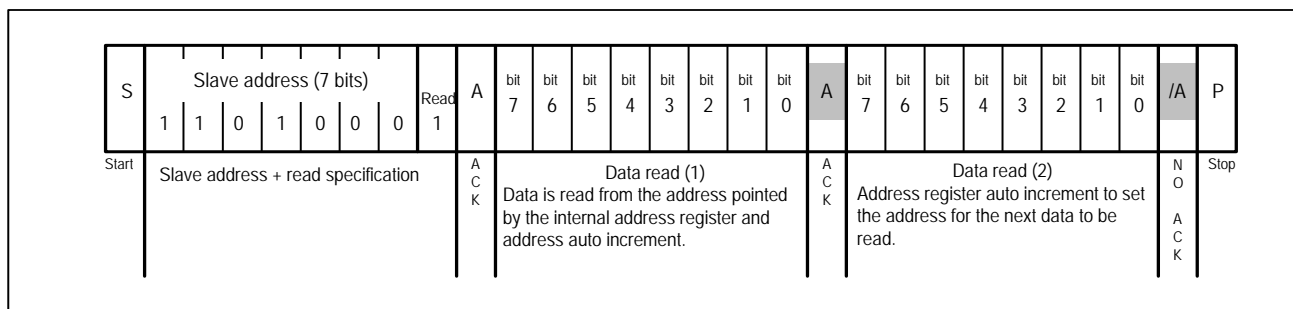 S Slave address (7 bits) Read A bit bit bit bit bit bit bit bit A bit bit bit bit bit bit bit bit /A P
1 1 0 1 0 0 0 1 7 6 5 4 3 2 1 0 7 6 5 4 3 2 1 0
Start Slave address + read specification ACK Data read (1) ACK Data read (2) NO ACK Stop
Data is read from the address pointed
by the internal address register and
address auto increment.
Address register auto increment to set
the address for the next data to be
read.